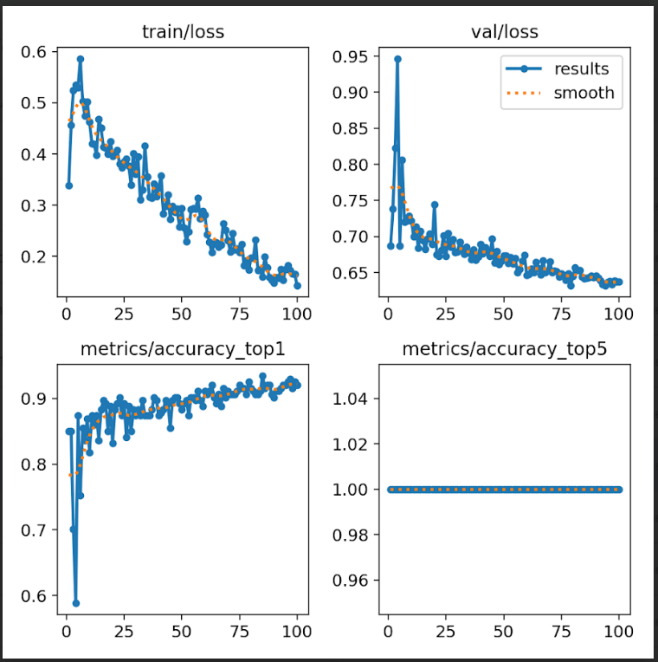 train/loss
val/loss
0.6
0.5
0.4
0.3
0.2
0 25 50 75 100
0.95
0.90
0.85
0.80
0.75
0.70
0.65
results
smooth
0 25 50 75 100
metrics/accuracy_top1
metrics/accuracy_top5
0.9
0.8
0.7
0.6
0 25 50 75 100
1.04
1.02
1.00
0.98
0.96
0 25 50 75 100